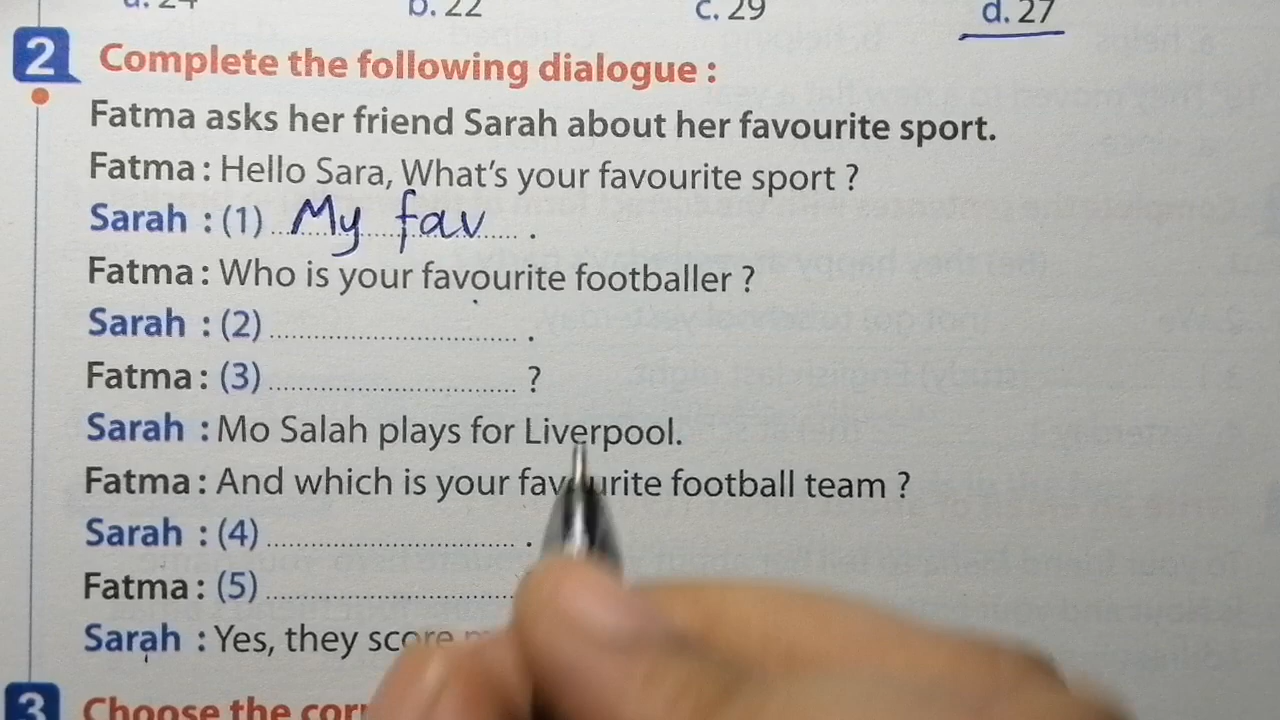 b. 22 c. 29 d. 27
2 Complete the following dialogue :
Fatma asks her friend Sarah about her favourite sport.
Fatma : Hello Sara, What's your favourite sport ?
Sarah : (1) My fav .
Fatma : Who is your favourite footballer ?
Sarah : (2) .
Fatma : (3) ?
Sarah : Mo Salah plays for Liverpool.
Fatma : And which is your favourite football team ?
Sarah : (4) .
Fatma : (5)
Sarah : Yes, they score
3 Choose the